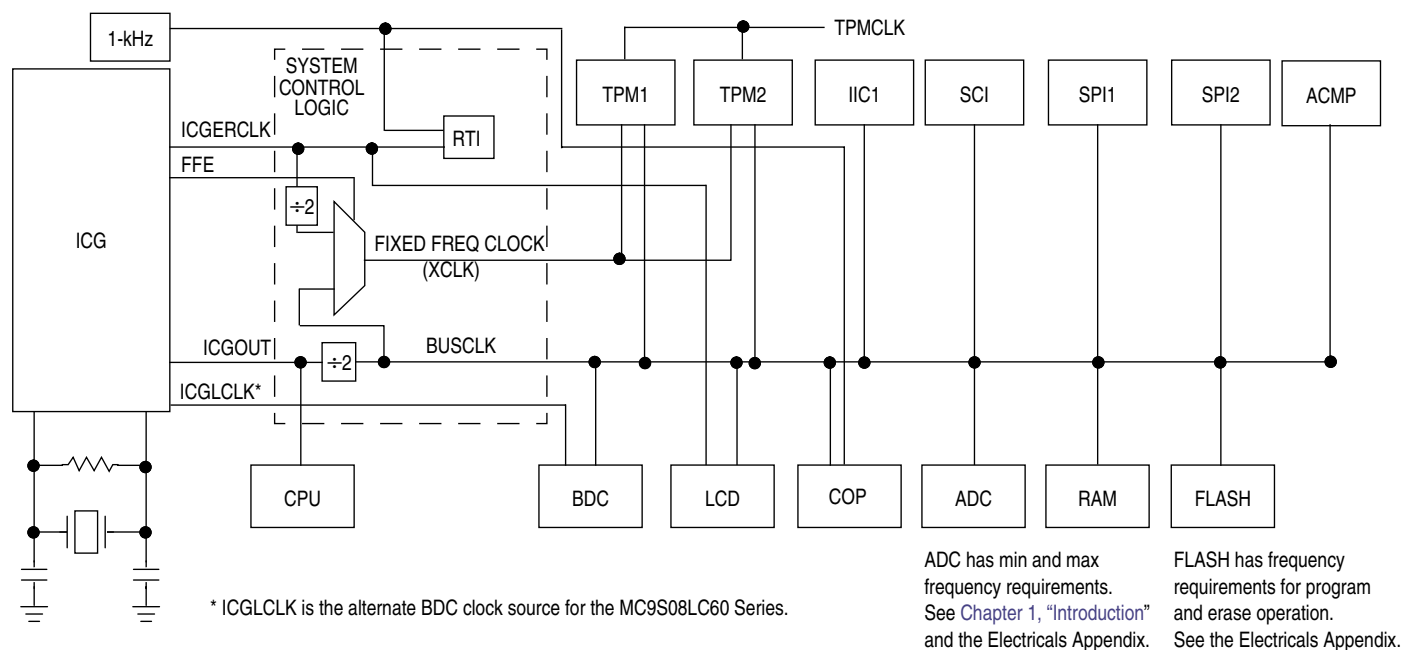 1-kHz
TPMCLK
SYSTEM
CONTROL
LOGIC
TPM1
TPM2
IIC1
SCI
SPI1
SPI2
ACMP
ICGERCLK
RTI
FFE
÷2
ICG
FIXED FREQ CLOCK
(XCLK)
ICGOUT
÷2
BUSCLK
ICGLCLK*
CPU
BDC
LCD
COP
ADC
RAM
FLASH
ADC has min and max
frequency requirements.
See Chapter 1, “Introduction”
and the Electricals Appendix.
FLASH has frequency
requirements for program
and erase operation.
See the Electricals Appendix.
* ICGLCLK is the alternate BDC clock source for the MC9S08LC60 Series.